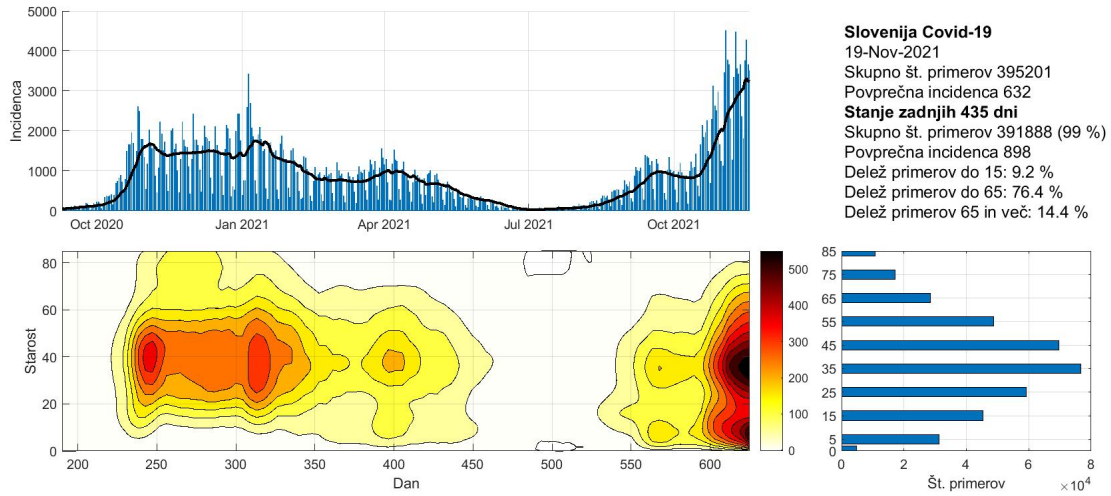 5000
4000
3000
2000
1000
0
Incidenca
Oct 2020
Jan 2021
Apr 2021
Jul 2021
Oct 2021
Slovenija Covid-19
19-Nov-2021
Skupno št. primerov 395201
Povprečna incidenca 632
Stanje zadnjih 435 dni
Skupno št. primerov 391888 (99 %)
Povprečna incidenca 898
Delež primerov do 15: 9.2 %
Delež primerov do 65: 76.4 %
Delež primerov 65 in več: 14.4 %
80
60
40
20
0
Starost
200
250
300
350
400
450
500
550
600
Dan
500
400
300
200
100
0
85
75
65
55
45
35
25
15
5
0
0
2
4
6
8
Št. primerov
×10⁴